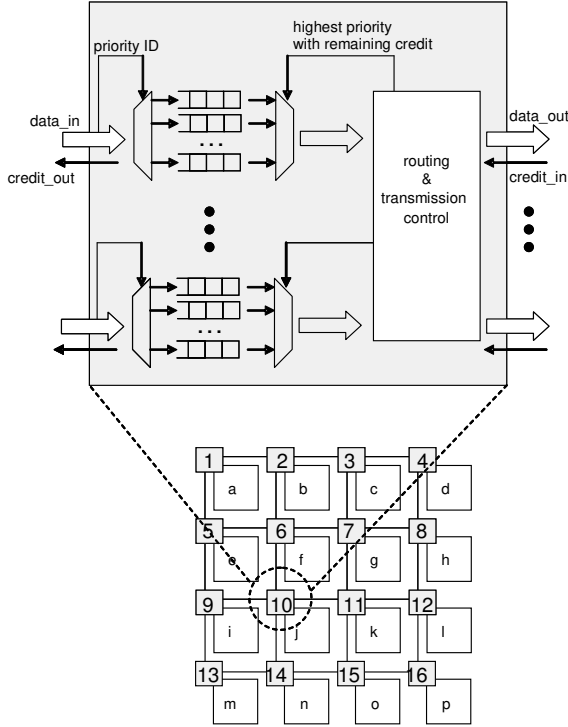 priority ID
highest priority
with remaining credit
data_in
credit_out
...
routing
&
transmission
control
data_out
credit_in
...
1 2 3 4
a b c d
5 6 7 8
e f g h
9 10 11 12
i j k l
13 14 15 16
m n o p